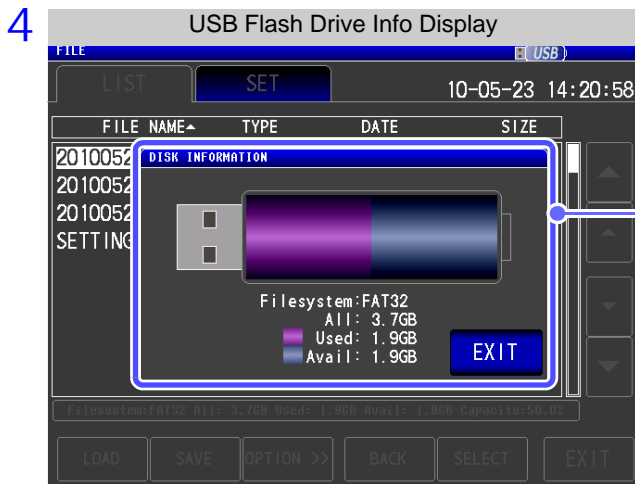 4
USB Flash Drive Info Display
FILE
USB
LIST SET 10-05-23 14:20:58
FILE NAME TYPE DATE SIZE
2010052
DISK INFORMATION
2010052
2010052
SETTING
Filesystem:FAT32
All: 3.7GB
Used: 1.9GB
Avail: 1.9GB
EXIT
Filesystem:FAT32 All: 3.7GB Used: 1.9GB Avail: 1.9GB Capacity:50.0%
LOAD SAVE OPTION >> BACK SELECT EXIT